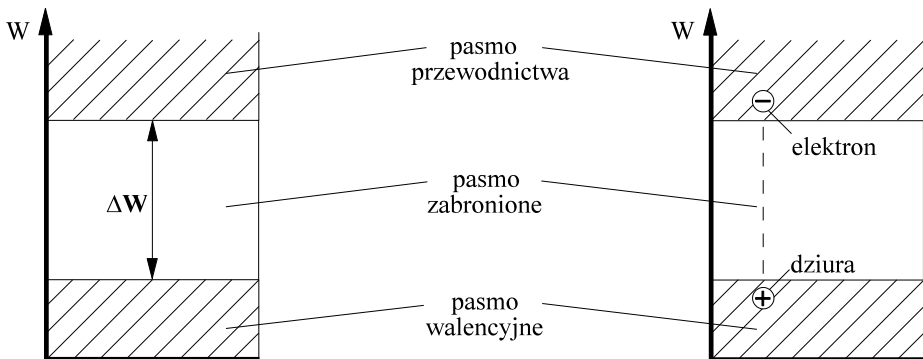 W
pasmo
przewodnictwa
W
elektron
ΔW
pasmo
zabronione
dziura
pasmo
walencyjne